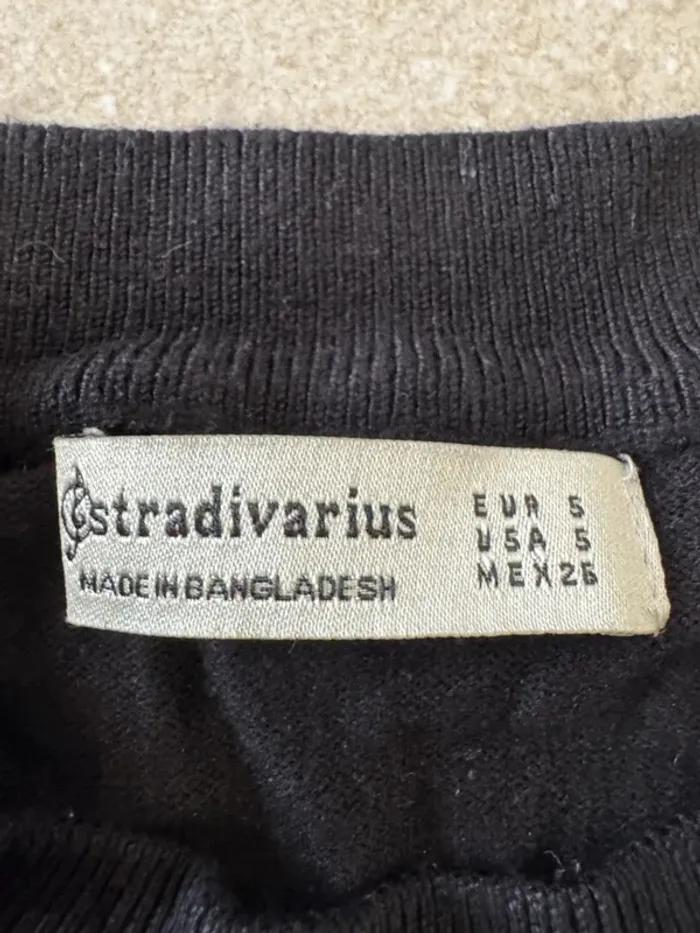 stradivarius
MADE IN BANGLADESH
EUR S
USA S
MEX 26